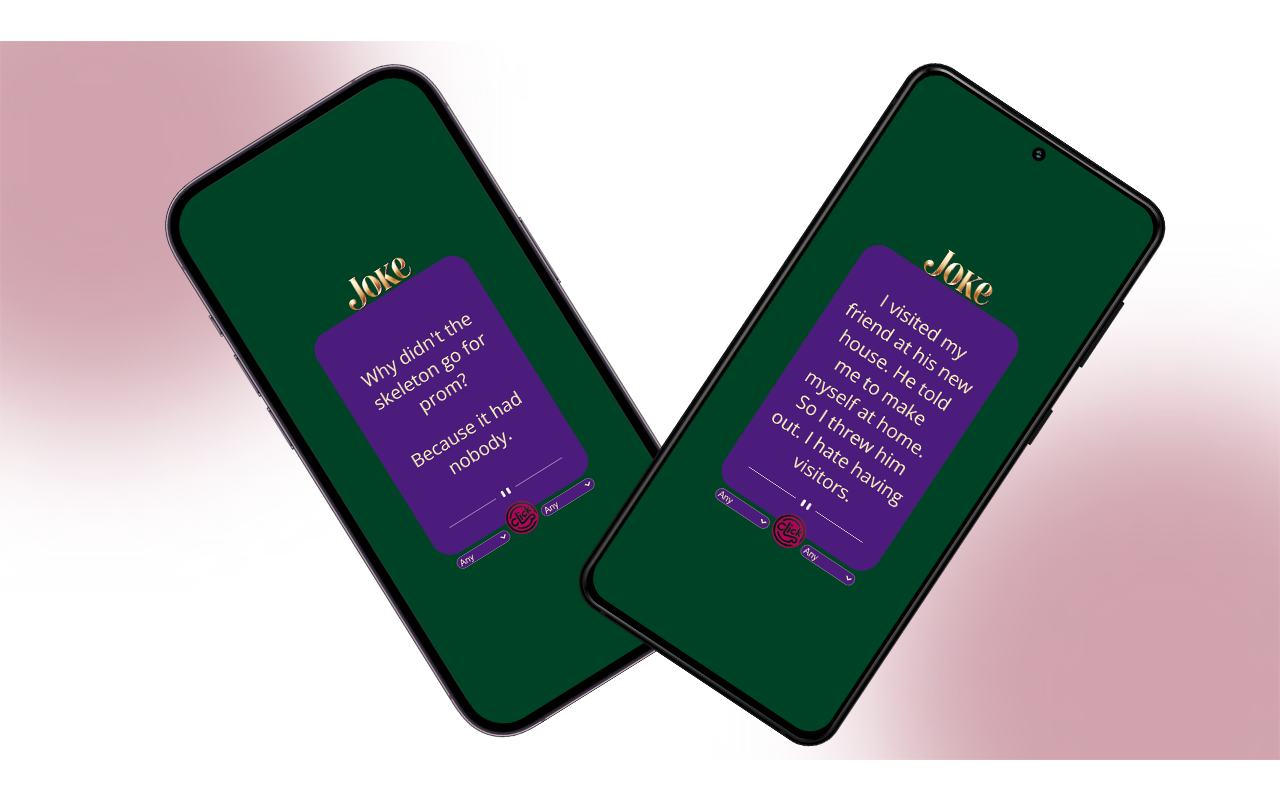 Joke
Why didn't the
skeleton go for
prom?
Because it had
nobody.
Any
Click
Any
Joke
I visited my
friend at his new
house. He told
me to make
myself at home.
So I threw him
out. I hate having
visitors.
Any
Click
Any